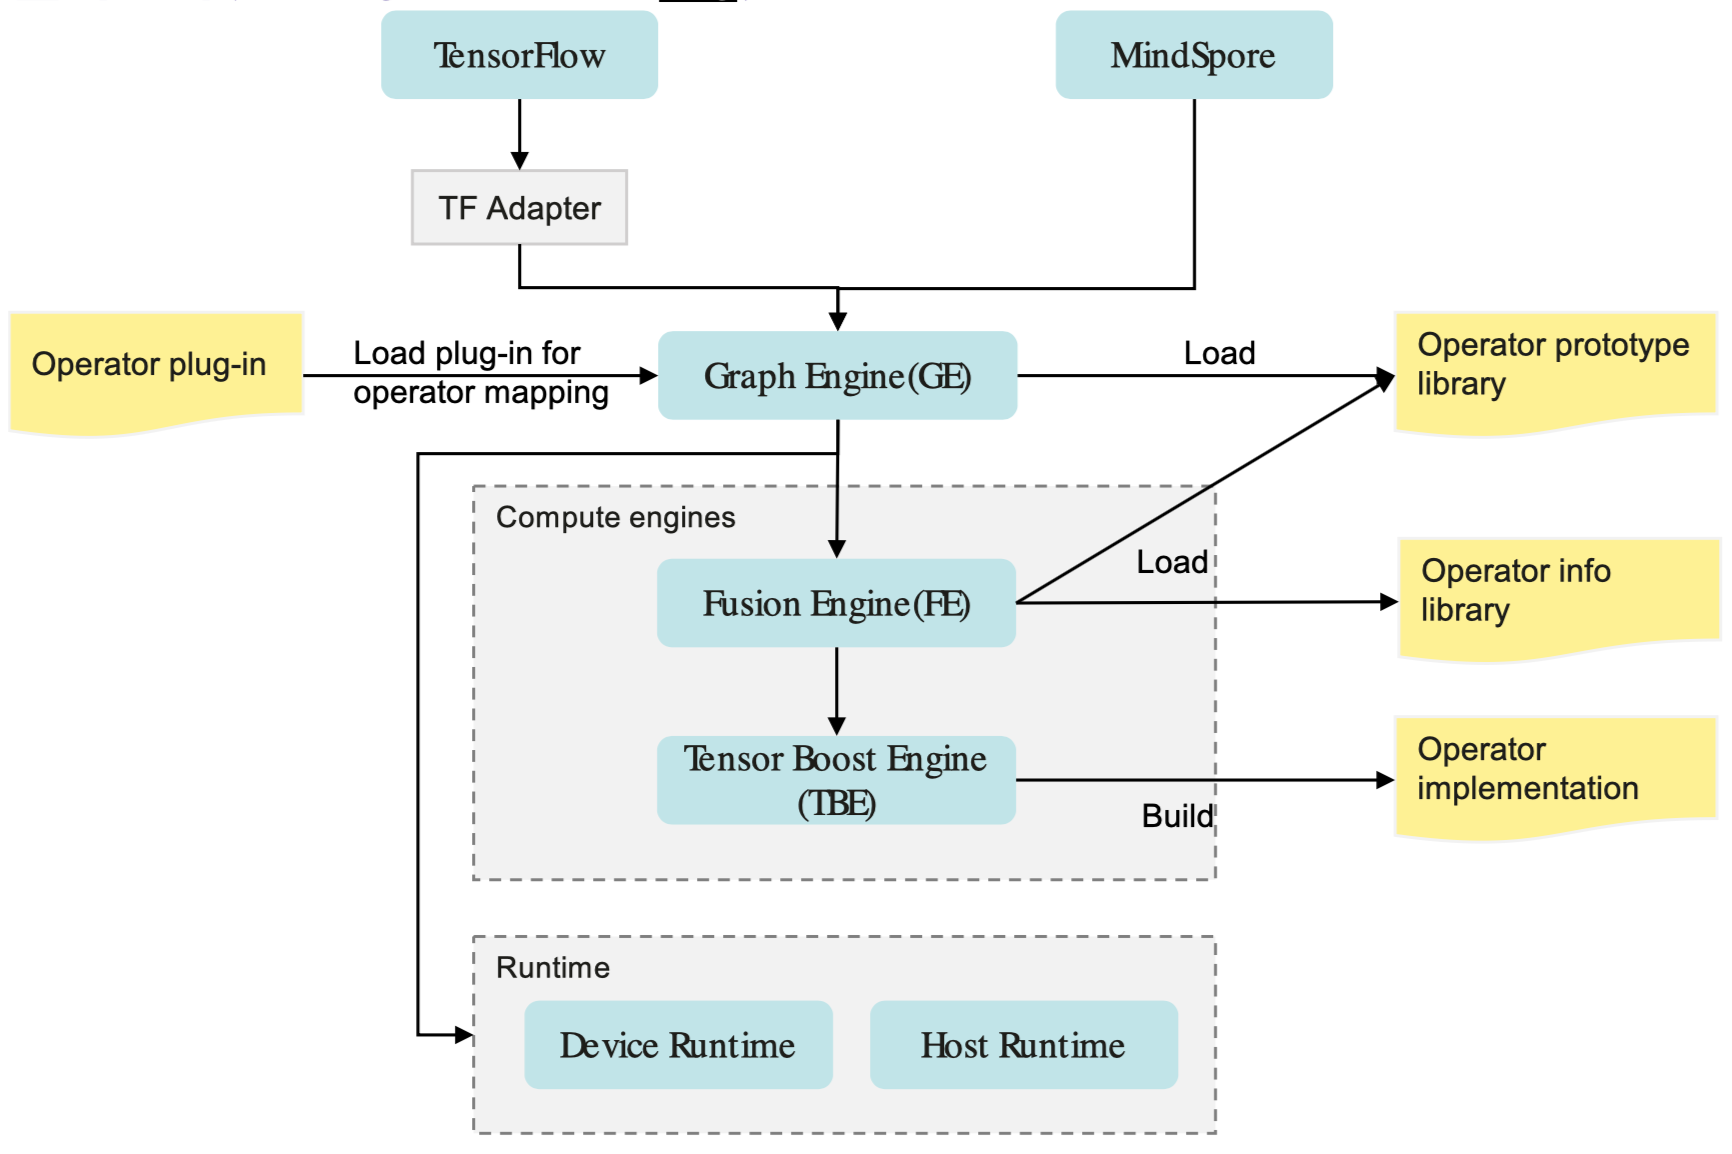 TensorFlow
MindSpore
TF Adapter
Operator plug-in
Load plug-in for
operator mapping
Graph Engine(GE)
Load
Operator prototype
library
Compute engines
Fusion Engine(FE)
Load
Operator info
library
Tensor Boost Engine
(TBE)
Build
Operator
implementation
Runtime
Device Runtime
Host Runtime